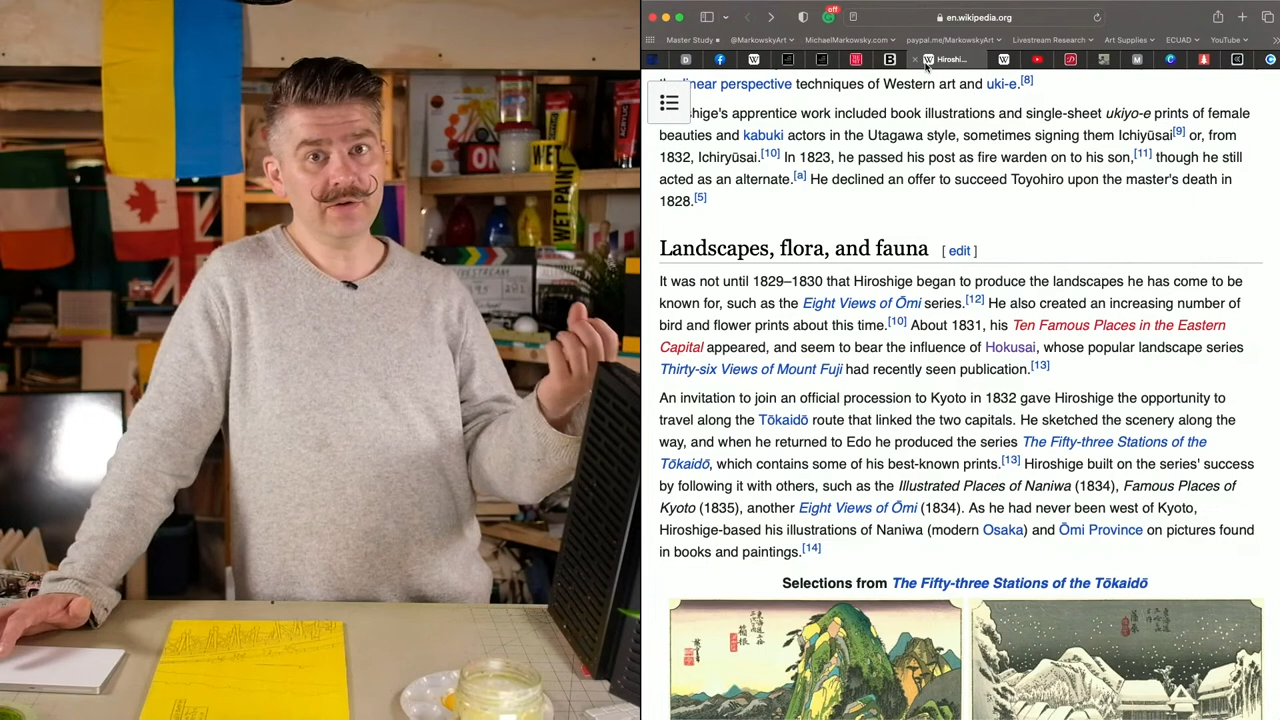 off
en.wikipedia.org
Master Study
@MarkowskyArt
MichaelMarkowsky.com
paypal.me/MarkowskyArt
Livestream Research
Art Supplies
ECUAD
YouTube
Hiroshi...
linear perspective techniques of Western art and uki-e.[8]
shige's apprentice work included book illustrations and single-sheet ukiyo-e prints of female
beauties and kabuki actors in the Utagawa style, sometimes signing them Ichiyūsai[9] or, from
1832, Ichiryūsai.[10] In 1823, he passed his post as fire warden on to his son,[11] though he still
acted as an alternate.[a] He declined an offer to succeed Toyohiro upon the master's death in
1828.[5]
Landscapes, flora, and fauna [ edit ]
It was not until 1829–1830 that Hiroshige began to produce the landscapes he has come to be
known for, such as the Eight Views of Ōmi series.[12] He also created an increasing number of
bird and flower prints about this time.[10] About 1831, his Ten Famous Places in the Eastern
Capital appeared, and seem to bear the influence of Hokusai, whose popular landscape series
Thirty-six Views of Mount Fuji had recently seen publication.[13]
An invitation to join an official procession to Kyoto in 1832 gave Hiroshige the opportunity to
travel along the Tōkaidō route that linked the two capitals. He sketched the scenery along the
way, and when he returned to Edo he produced the series The Fifty-three Stations of the
Tōkaidō, which contains some of his best-known prints.[13] Hiroshige built on the series' success
by following it with others, such as the Illustrated Places of Naniwa (1834), Famous Places of
Kyoto (1835), another Eight Views of Ōmi (1834). As he had never been west of Kyoto,
Hiroshige-based his illustrations of Naniwa (modern Osaka) and Ōmi Province on pictures found
in books and paintings.[14]
Selections from The Fifty-three Stations of the Tōkaidō
ON
WET
WET PAINT
ACRYLIC
LIVESTREAM